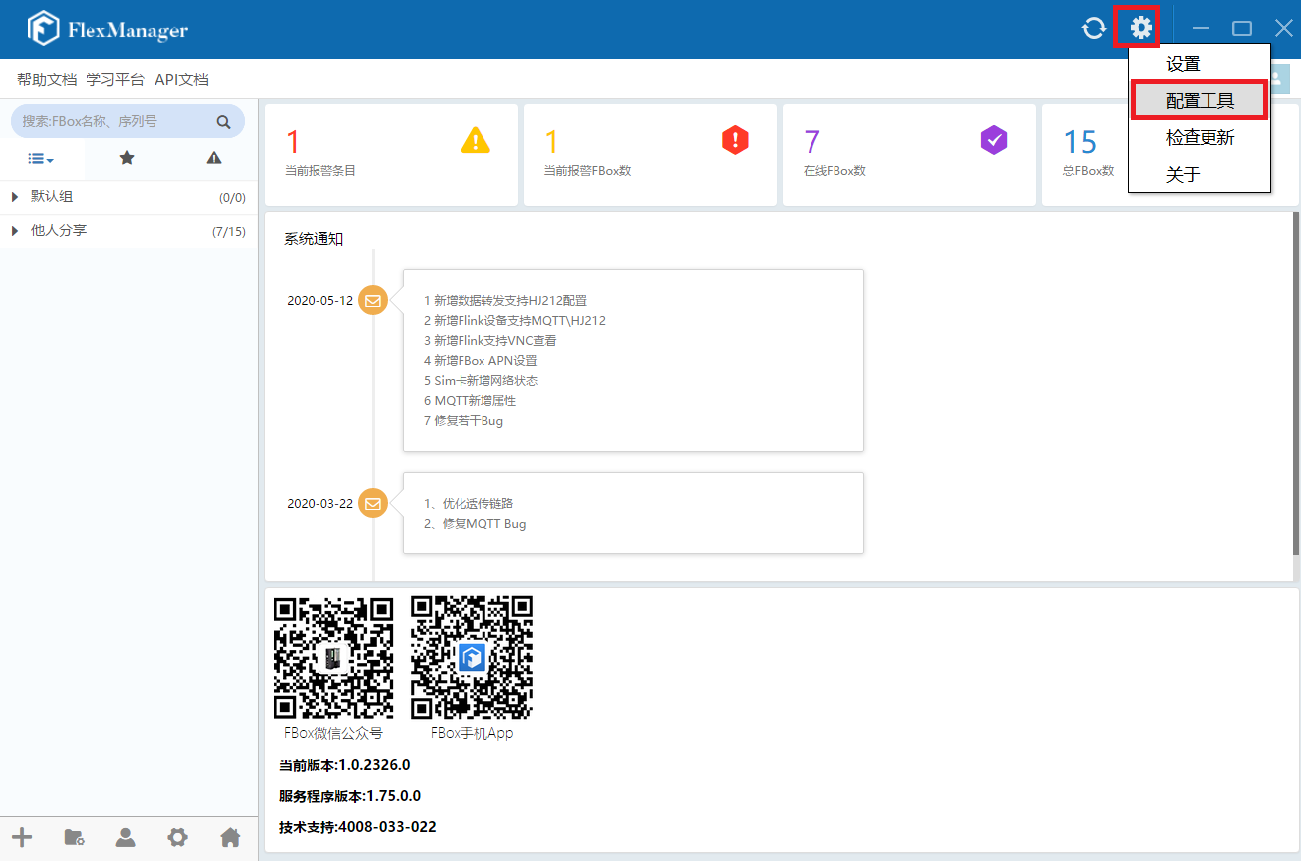 FlexManager
设置
配置工具
检查更新
关于
帮助文档 学习平台 API文档
搜索:FBox名称、序列号
默认组 (0/0)
他人分享 (7/15)
1
当前报警条目
1
当前报警FBox数
7
在线FBox数
15
总FBox数
系统通知
2020-05-12
1 新增数据转发支持HJ212配置
2 新增Flink设备支持MQTT\HJ212
3 新增Flink支持VNC查看
4 新增FBox APN设置
5 Sim卡新增网络状态
6 MQTT新增属性
7 修复若干Bug
2020-03-22
1、优化透传链路
2、修复MQTT Bug
FBox微信公众号 FBox手机App
当前版本:1.0.2326.0
服务程序版本:1.75.0.0
技术支持:4008-033-022